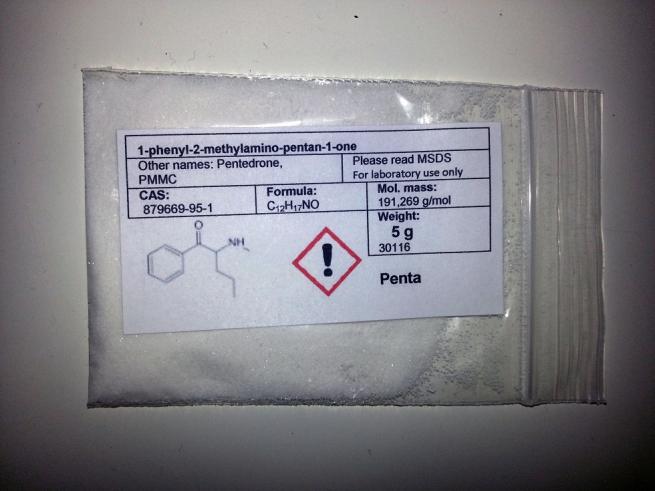 1-phenyl-2-methylamino-pentan-1-one
Other names: Pentedrone,
PMMC
Please read MSDS
For laboratory use only
CAS:
879669-95-1
Formula:
C₁₂H₁₇NO
Mol. mass:
191,269 g/mol
Weight:
5 g
30116
O
NH
!
Penta